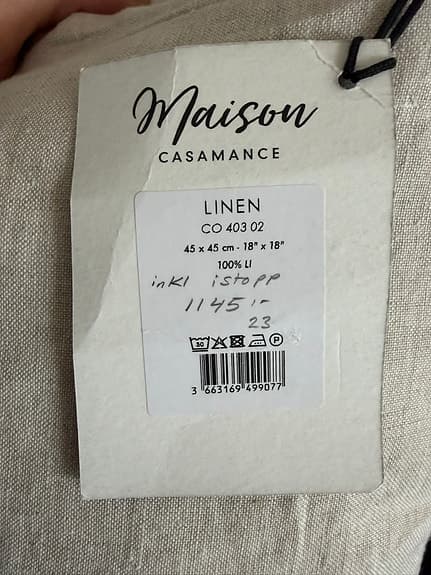 Maison
CASAMANCE
LINEN
CO 403 02
45 x 45 cm - 18" x 18"
100% LI
inkl istopp
1145:-
23
30 P
3 663169 499077